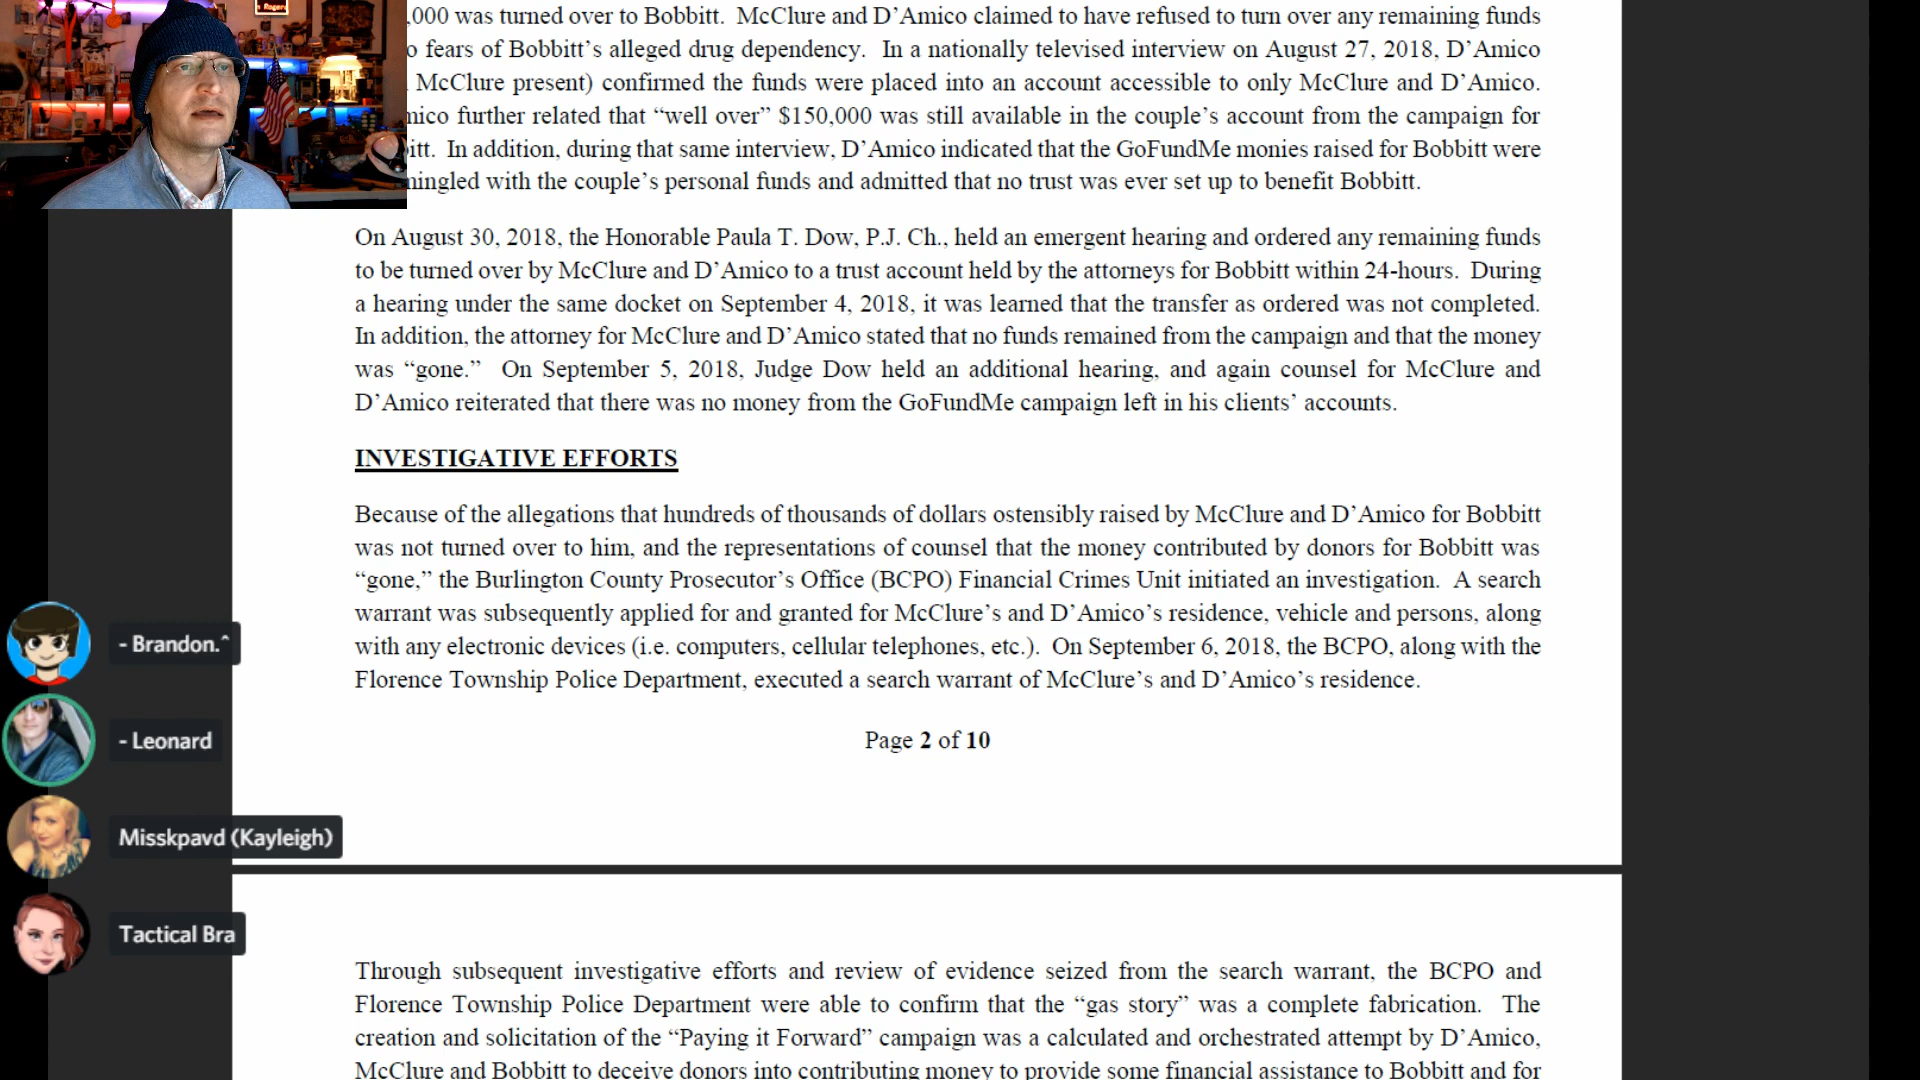 Rogers
,000 was turned over to Bobbitt. McClure and D’Amico claimed to have refused to turn over any remaining funds
o fears of Bobbitt’s alleged drug dependency. In a nationally televised interview on August 27, 2018, D’Amico
McClure present) confirmed the funds were placed into an account accessible to only McClure and D’Amico.
mico further related that “well over” $150,000 was still available in the couple’s account from the campaign for
itt. In addition, during that same interview, D’Amico indicated that the GoFundMe monies raised for Bobbitt were
mingled with the couple’s personal funds and admitted that no trust was ever set up to benefit Bobbitt.
On August 30, 2018, the Honorable Paula T. Dow, P.J. Ch., held an emergent hearing and ordered any remaining funds
to be turned over by McClure and D’Amico to a trust account held by the attorneys for Bobbitt within 24-hours. During
a hearing under the same docket on September 4, 2018, it was learned that the transfer as ordered was not completed.
In addition, the attorney for McClure and D’Amico stated that no funds remained from the campaign and that the money
was “gone.” On September 5, 2018, Judge Dow held an additional hearing, and again counsel for McClure and
D’Amico reiterated that there was no money from the GoFundMe campaign left in his clients’ accounts.
INVESTIGATIVE EFFORTS
Because of the allegations that hundreds of thousands of dollars ostensibly raised by McClure and D’Amico for Bobbitt
was not turned over to him, and the representations of counsel that the money contributed by donors for Bobbitt was
“gone,” the Burlington County Prosecutor’s Office (BCPO) Financial Crimes Unit initiated an investigation. A search
warrant was subsequently applied for and granted for McClure’s and D’Amico’s residence, vehicle and persons, along
with any electronic devices (i.e. computers, cellular telephones, etc.). On September 6, 2018, the BCPO, along with the
Florence Township Police Department, executed a search warrant of McClure’s and D’Amico’s residence.
Page 2 of 10
- Brandon.^
- Leonard
Misskpavd (Kayleigh)
Tactical Bra
Through subsequent investigative efforts and review of evidence seized from the search warrant, the BCPO and
Florence Township Police Department were able to confirm that the “gas story” was a complete fabrication. The
creation and solicitation of the “Paying it Forward” campaign was a calculated and orchestrated attempt by D’Amico,
McClure and Bobbitt to deceive donors into contributing money to provide some financial assistance to Bobbitt and for